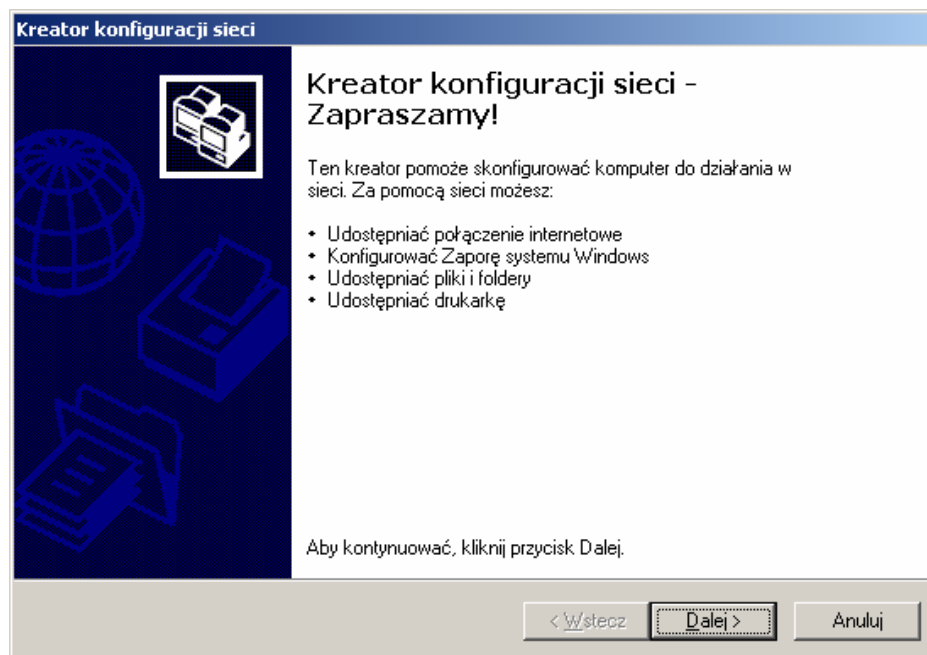 Kreator konfiguracji sieci
Kreator konfiguracji sieci -
Zapraszamy!
Ten kreator pomoże skonfigurować komputer do działania w
sieci. Za pomocą sieci możesz:
• Udostępniać połączenie internetowe
• Konfigurować Zaporę systemu Windows
• Udostępniać pliki i foldery
• Udostępniać drukarkę
Aby kontynuować, kliknij przycisk Dalej.
< Wstecz Dalej > Anuluj